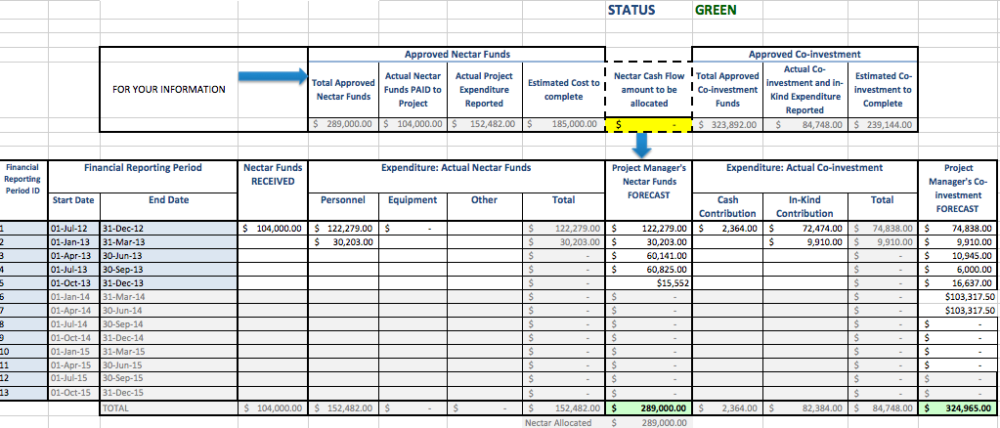 STATUS GREEN
Approved Nectar Funds Approved Co-investment
FOR YOUR INFORMATION Total Approved Nectar Funds Actual Nectar Funds PAID to Project Actual Project Expenditure Reported Estimated Cost to complete Nectar Cash Flow amount to be allocated Total Approved Co-investment Funds Actual Co-investment and in-Kind Expenditure Reported Estimated Co-investment to Complete
$ 289,000.00 $ 104,000.00 $ 152,482.00 $ 185,000.00 $ - $ 323,892.00 $ 84,748.00 $ 239,144.00
Financial Reporting Period ID Financial Reporting Period Nectar Funds RECEIVED Expenditure: Actual Nectar Funds Project Manager's Nectar Funds FORECAST Expenditure: Actual Co-investment Project Manager's Co-investment FORECAST
Start Date End Date Personnel Equipment Other Total Cash Contribution In-Kind Contribution Total
1 01-Jul-12 31-Dec-12 $ 104,000.00 $ 122,279.00 $ - $ 122,279.00 $ 122,279.00 $ 2,364.00 $ 72,474.00 $ 74,838.00 $ 74,838.00
2 01-Jan-13 31-Mar-13 $ 30,203.00 $ 30,203.00 $ 30,203.00 $ 9,910.00 $ 9,910.00 $ 9,910.00
3 01-Apr-13 30-Jun-13 $ - $ 60,141.00 $ - $ 10,945.00
4 01-Jul-13 30-Sep-13 $ - $ 60,825.00 $ - $ 6,000.00
5 01-Oct-13 31-Dec-13 $ - $15,552 $ - $ 16,637.00
6 01-Jan-14 31-Mar-14 $ - $ - $ - $103,317.50
7 01-Apr-14 30-Jun-14 $ - $ - $ - $103,317.50
8 01-Jul-14 30-Sep-14 $ - $ - $ - $ -
9 01-Oct-14 31-Dec-14 $ - $ - $ - $ -
10 01-Jan-15 31-Mar-15 $ - $ - $ - $ -
11 01-Apr-15 30-Jun-15 $ - $ - $ - $ -
12 01-Jul-15 30-Sep-15 $ - $ - $ - $ -
13 01-Oct-15 31-Dec-15 $ - $ - $ - $ -
TOTAL $ 104,000.00 $ 152,482.00 $ - $ - $ 152,482.00 $ 289,000.00 $ 2,364.00 $ 82,384.00 $ 84,748.00 $ 324,965.00
Nectar Allocated $ 289,000.00